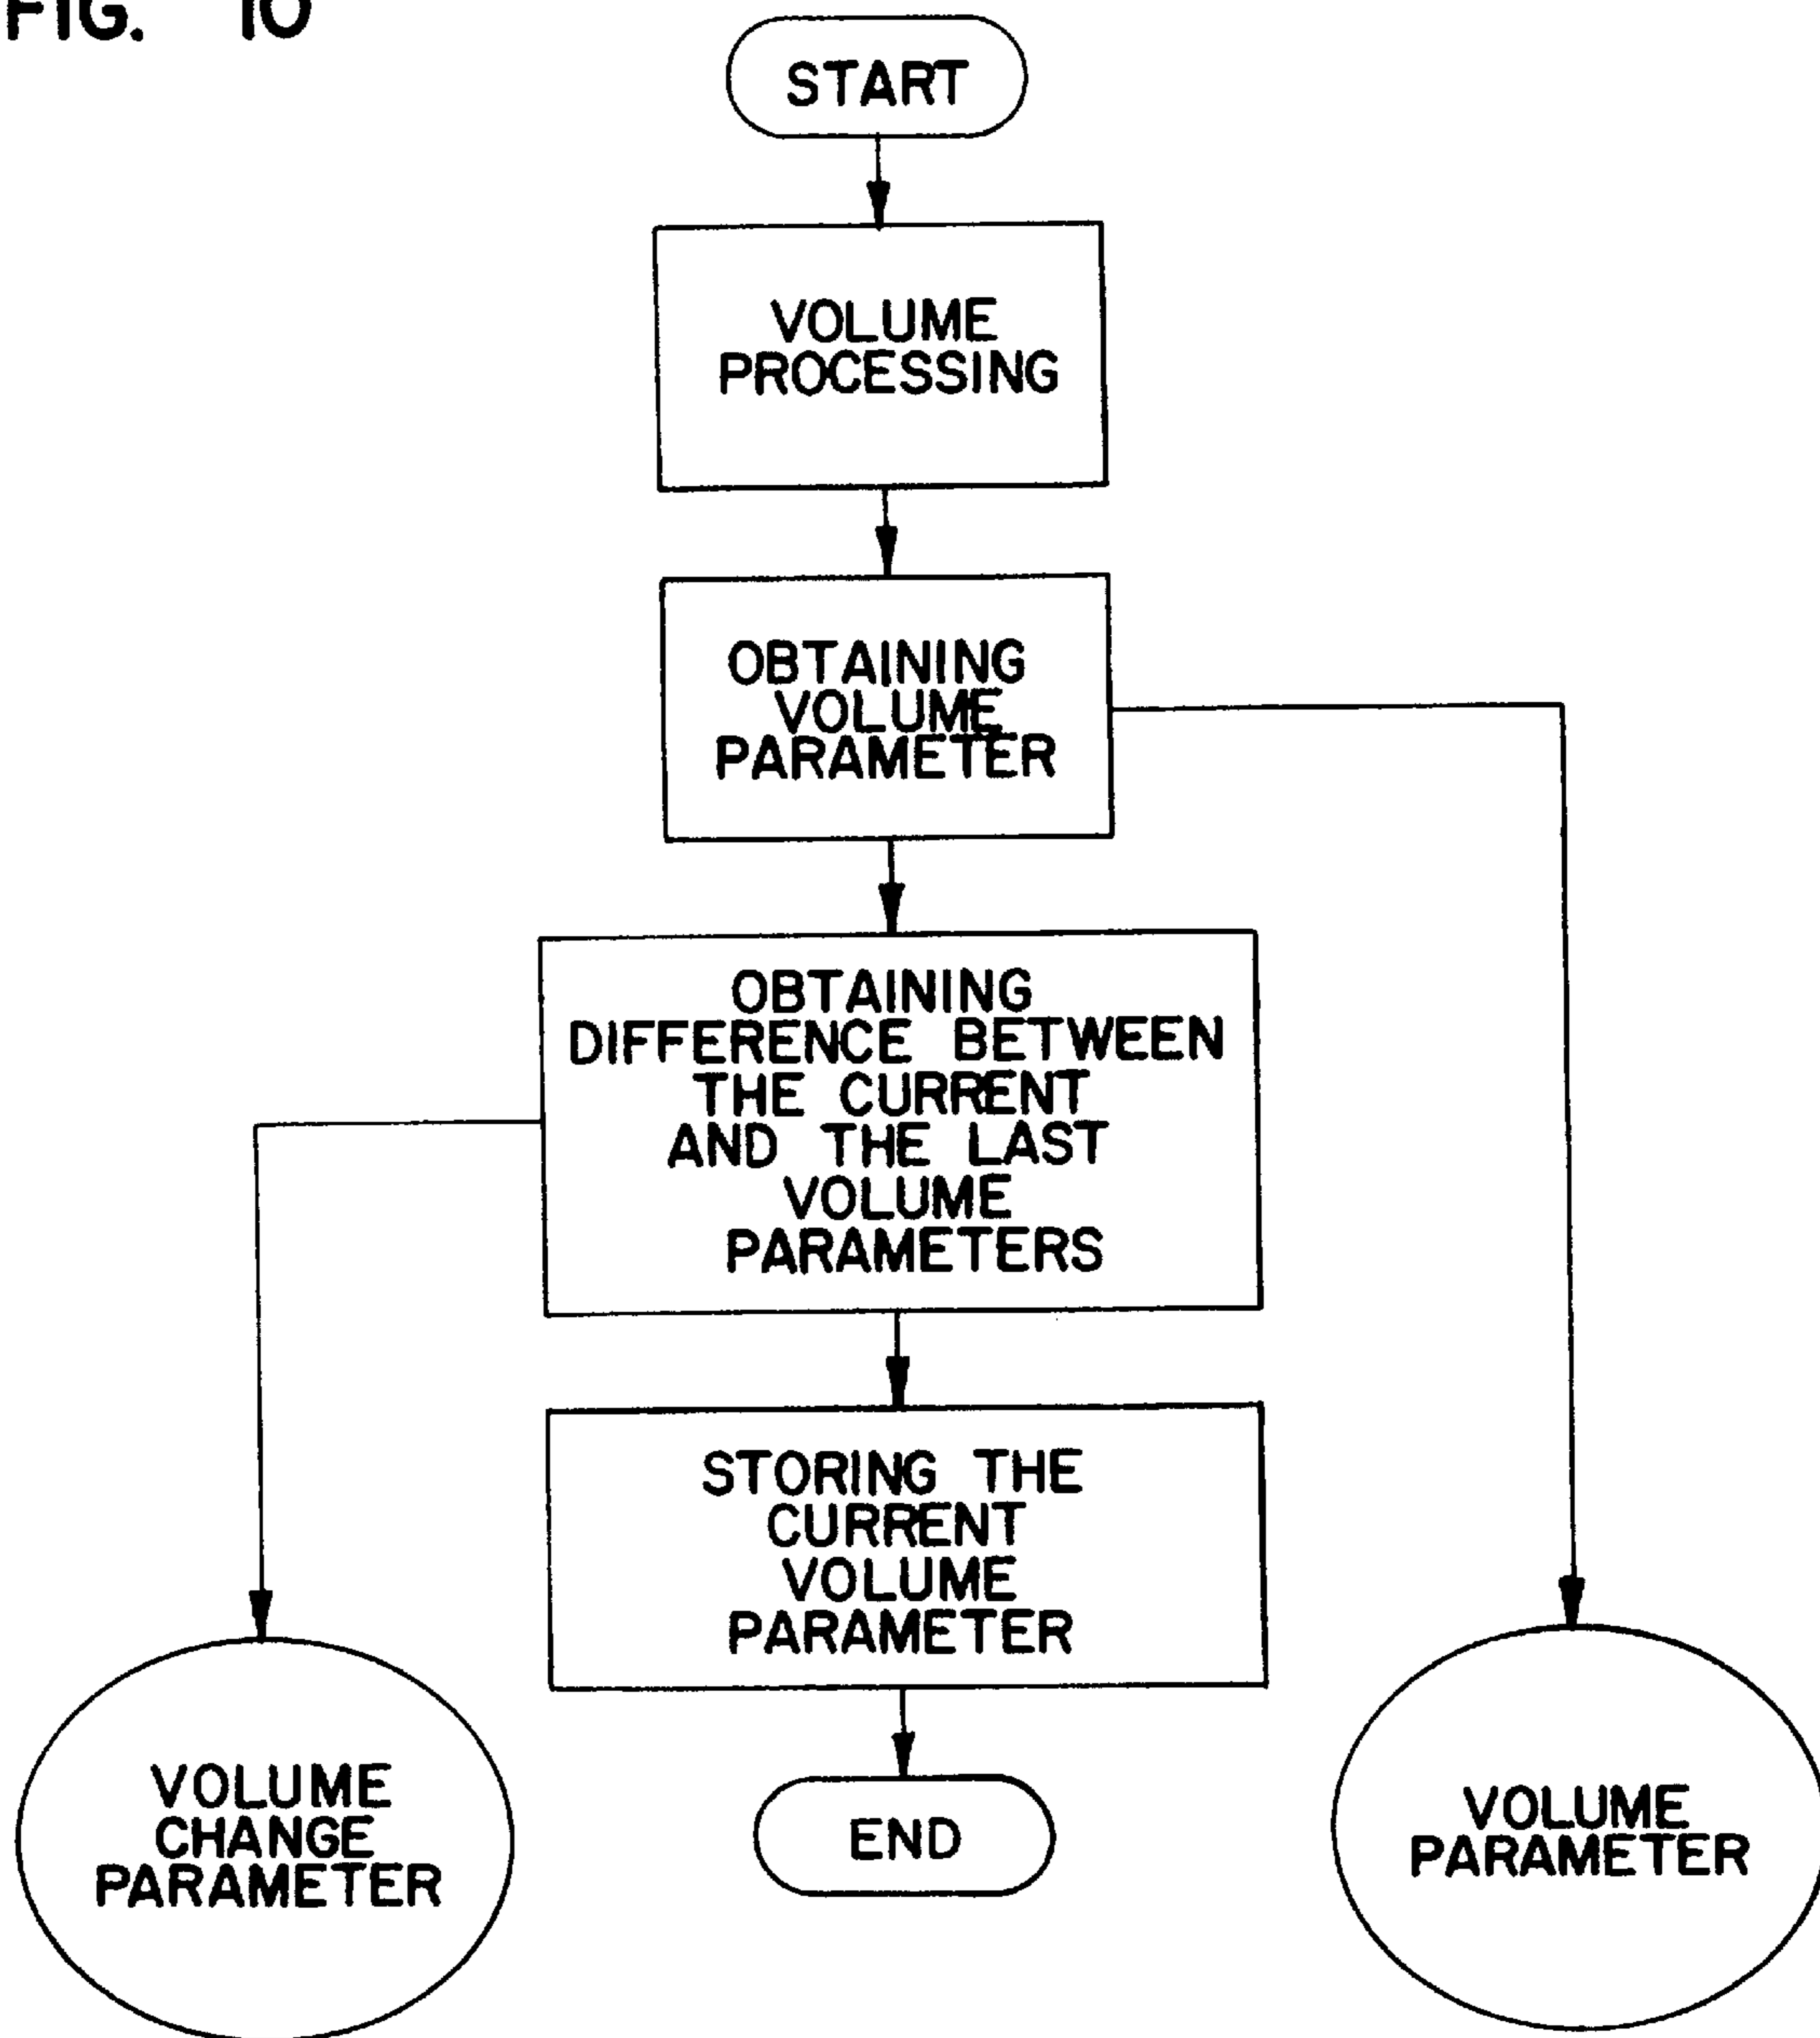 FIG. 10
START
VOLUME
PROCESSING
OBTAINING
VOLUME
PARAMETER
OBTAINING
DIFFERENCE BETWEEN
THE CURRENT
AND THE LAST
VOLUME
PARAMETERS
STORING THE
CURRENT
VOLUME
PARAMETER
VOLUME
CHANGE
PARAMETER
END
VOLUME
PARAMETER